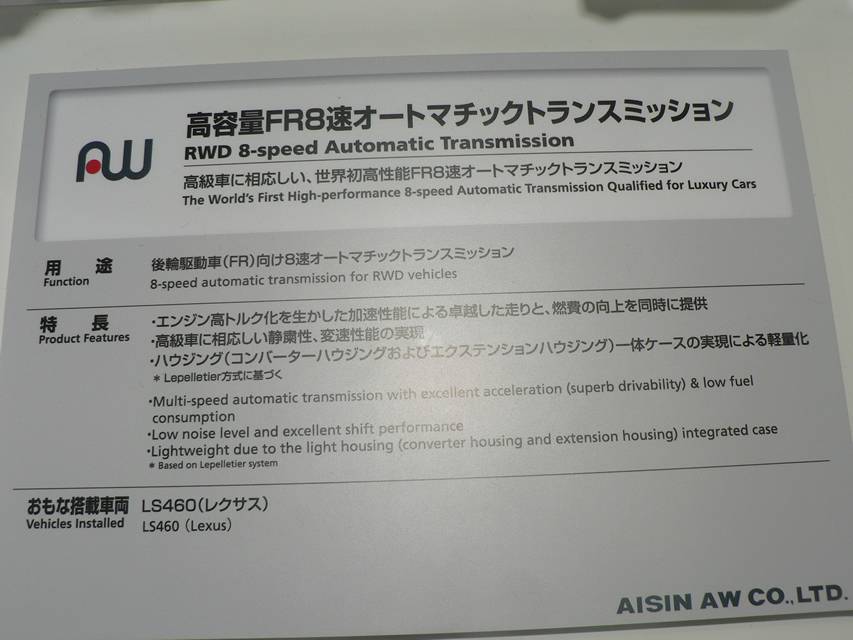 AW
高容量FR8速オートマチックトランスミッション
RWD 8-speed Automatic Transmission
高級車に相応しい、世界初高性能FR8速オートマチックトランスミッション
The World's First High-performance 8-speed Automatic Transmission Qualified for Luxury Cars
用 途
Function
後輪駆動車(FR)向け8速オートマチックトランスミッション
8-speed automatic transmission for RWD vehicles
特 長
Product Features
・エンジン高トルク化を生かした加速性能による卓越した走りと、燃費の向上を同時に提供
・高級車に相応しい静粛性、変速性能の実現
・ハウジング(コンバーターハウジングおよびエクステンションハウジング)一体ケースの実現による軽量化
* Lepelletier方式に基づく
・Multi-speed automatic transmission with excellent acceleration (superb drivability) & low fuel
consumption
・Low noise level and excellent shift performance
・Lightweight due to the light housing (converter housing and extension housing) integrated case
* Based on Lepelletier system
おもな搭載車両
Vehicles Installed
LS460(レクサス)
LS460 (Lexus)
AISIN AW CO.,LTD.